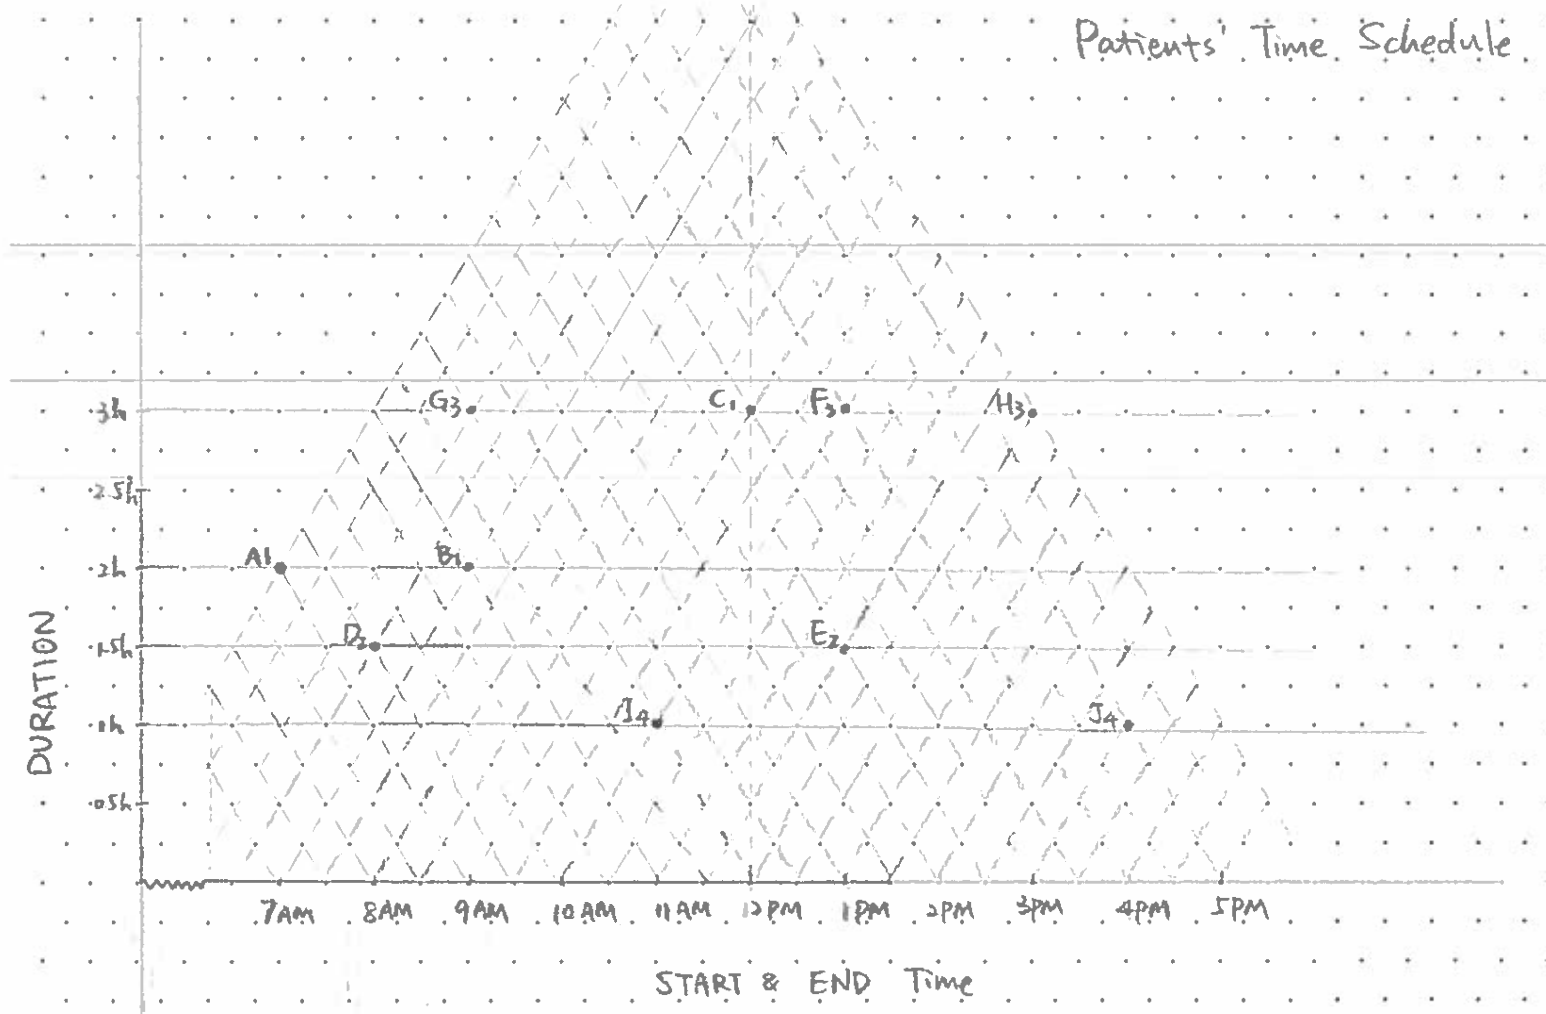 Patients' Time Schedule
3h
G3
C1
F3
H3
2.5h
A1
2h
B1
DURATION
1.5h
D2
E2
1h
I4
J4
0.5h
7AM 8AM 9AM 10AM 11AM 12PM 1PM 2PM 3PM 4PM 5PM
START & END Time